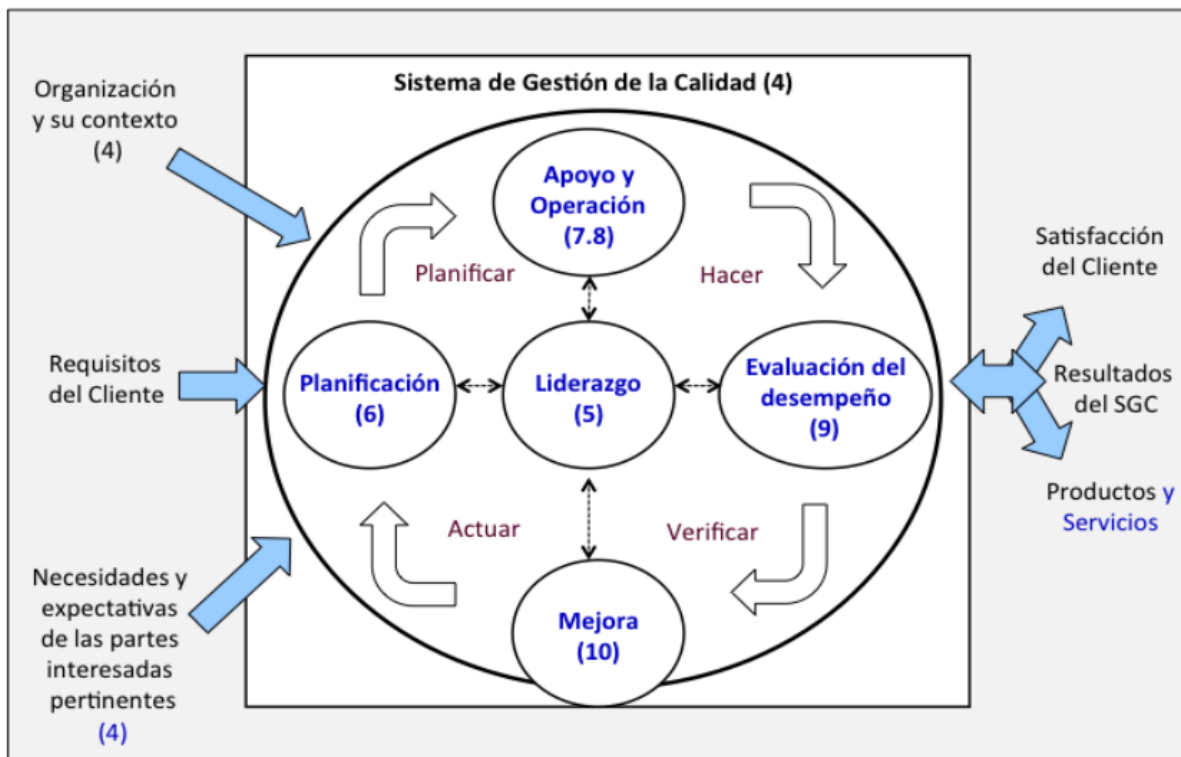 Sistema de Gestión de la Calidad (4)
Organización
y su contexto
(4)
Requisitos
del Cliente
Necesidades y
expectativas
de las partes
interesadas
pertinentes
(4)
Apoyo y
Operación
(7.8)
Planificar
Hacer
Planificación
(6)
Liderazgo
(5)
Evaluación del
desempeño
(9)
Actuar
Verificar
Mejora
(10)
Satisfacción
del Cliente
Resultados
del SGC
Productos y
Servicios